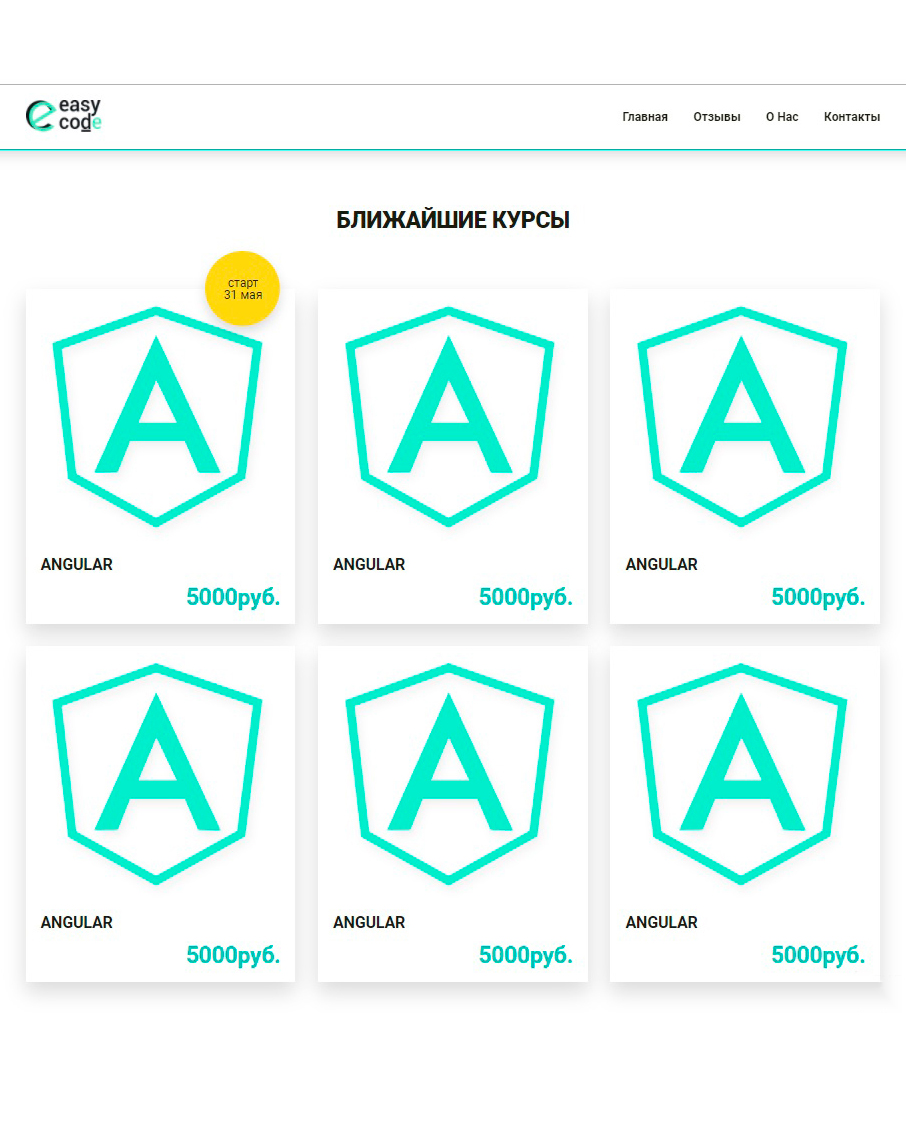 easy
code
Главная Отзывы О Нас Контакты
БЛИЖАЙШИЕ КУРСЫ
старт
31 мая
A A A
ANGULAR ANGULAR ANGULAR
5000руб. 5000руб. 5000руб.
A A A
ANGULAR ANGULAR ANGULAR
5000руб. 5000руб. 5000руб.